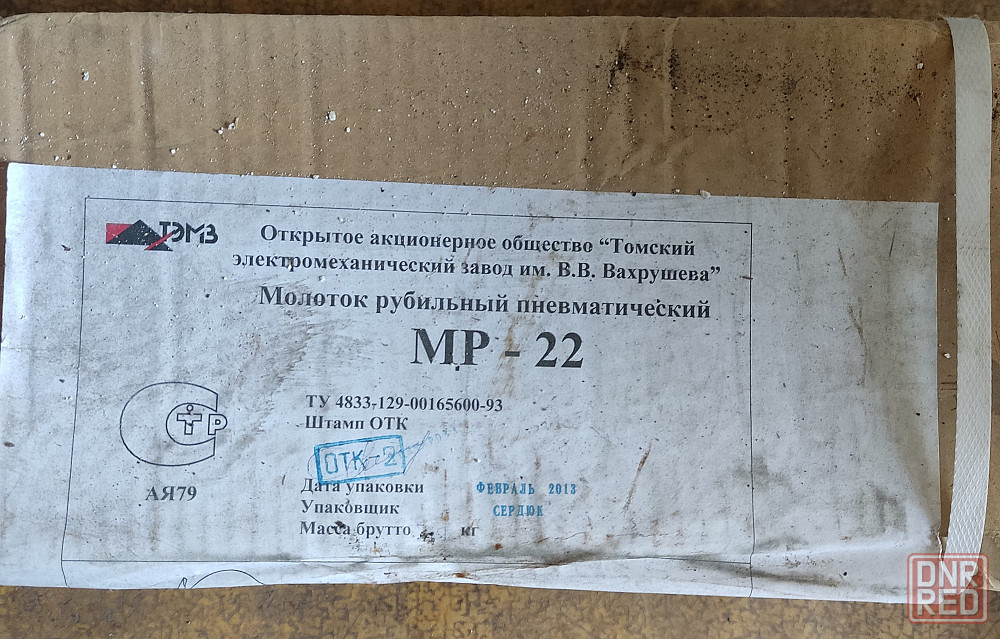 ТЭМЗ
Открытое акционерное общество “Томский
электромеханический завод им. В.В. Вахрушева”
Молоток рубильный пневматический
МР - 22
ТУ 4833-129-00165600-93
Штамп ОТК
ОТК-2
РСТ
АЯ79
Дата упаковки ФЕВРАЛЬ 2013
Упаковщик СЕРДЮК
Масса брутто кг
DNR
RED